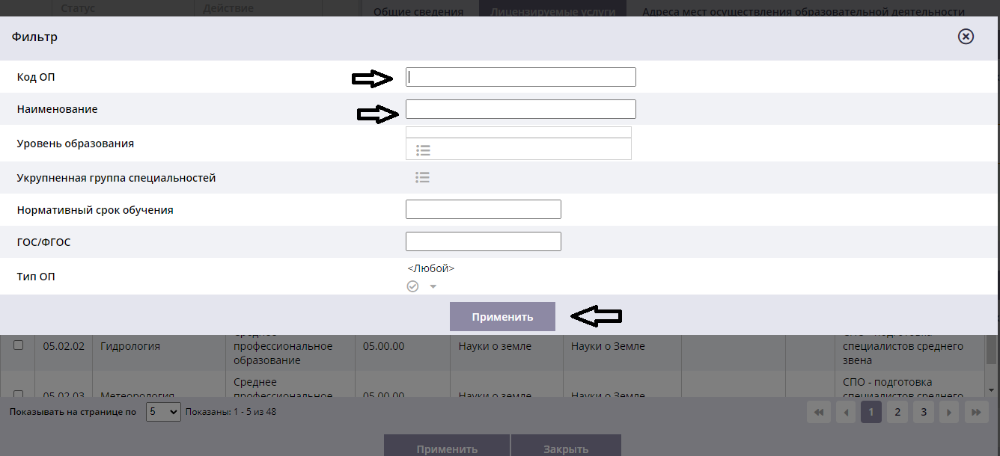 Статус Действие
Общие сведения Лицензируемые услуги Адреса мест осуществления образовательной деятельности
Фильтр
Код ОП
Наименование
Уровень образования
Укрупненная группа специальностей
Нормативный срок обучения
ГОС/ФГОС
Тип ОП <Любой>
Применить
Среднее СПО - подготовка
05.02.02 Гидрология профессиональное 05.00.00 Науки о земле Науки о Земле специалистов среднего
образование звена
Среднее СПО - подготовка
05.02.03 Метеорология профессиональное 05.00.00 Науки о земле Науки о Земле специалистов среднего
Показывать на странице по 5 Показаны: 1 - 5 из 48 1 2 3
Применить Закрыть